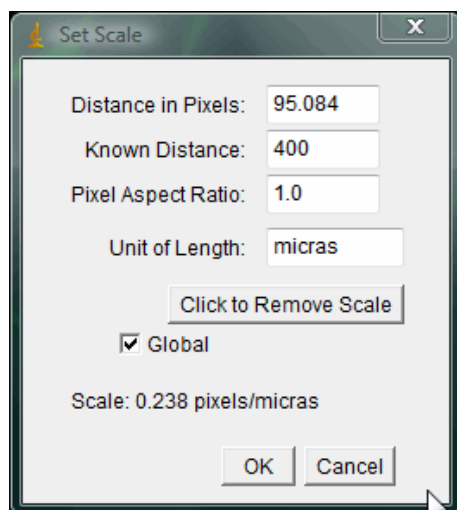 Set Scale
X
Distance in Pixels: 95.084
Known Distance: 400
Pixel Aspect Ratio: 1.0
Unit of Length: micras
Click to Remove Scale
Global
Scale: 0.238 pixels/micras
OK Cancel